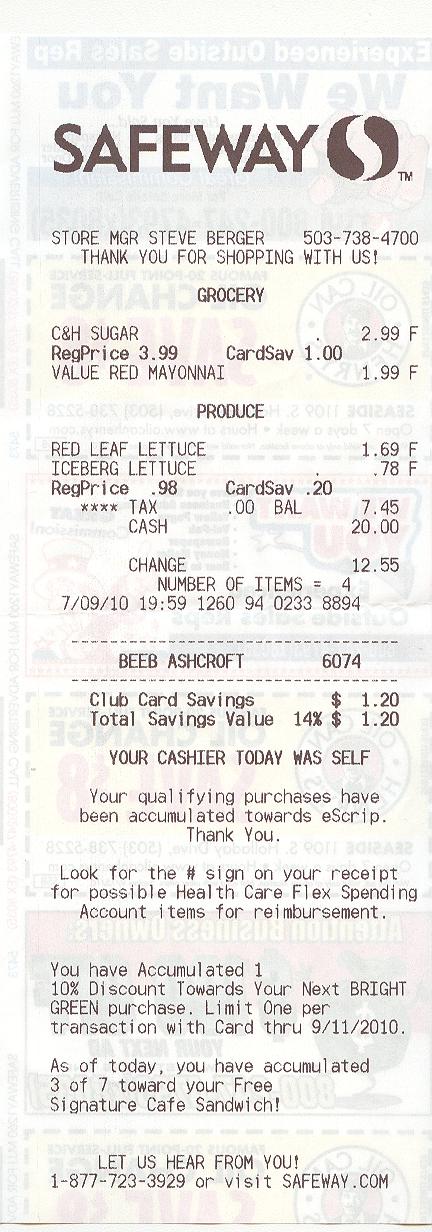 SAFEWAY TM
STORE MGR STEVE BERGER 503-738-4700
THANK YOU FOR SHOPPING WITH US!
GROCERY
C&H SUGAR . 2.99 F
RegPrice 3.99 CardSav 1.00
VALUE RED MAYONNAI 1.99 F
PRODUCE
RED LEAF LETTUCE 1.69 F
ICEBERG LETTUCE . .78 F
RegPrice .98 CardSav .20
**** TAX .00 BAL 7.45
CASH 20.00
CHANGE 12.55
NUMBER OF ITEMS = 4
7/09/10 19:59 1260 94 0233 8894
----------------------------------
BEEB ASHCROFT 6074
----------------------------------
Club Card Savings $ 1.20
Total Savings Value 14% $ 1.20
YOUR CASHIER TODAY WAS SELF
Your qualifying purchases have
been accumulated towards eScrip.
Thank You.
Look for the # sign on your receipt
for possible Health Care Flex Spending
Account items for reimbursement.
You have Accumulated 1
10% Discount Towards Your Next BRIGHT
GREEN purchase. Limit One per
transaction with Card thru 9/11/2010.
As of today, you have accumulated
3 of 7 toward your Free
Signature Cafe Sandwich!
LET US HEAR FROM YOU!
1-877-723-3929 or visit SAFEWAY.COM